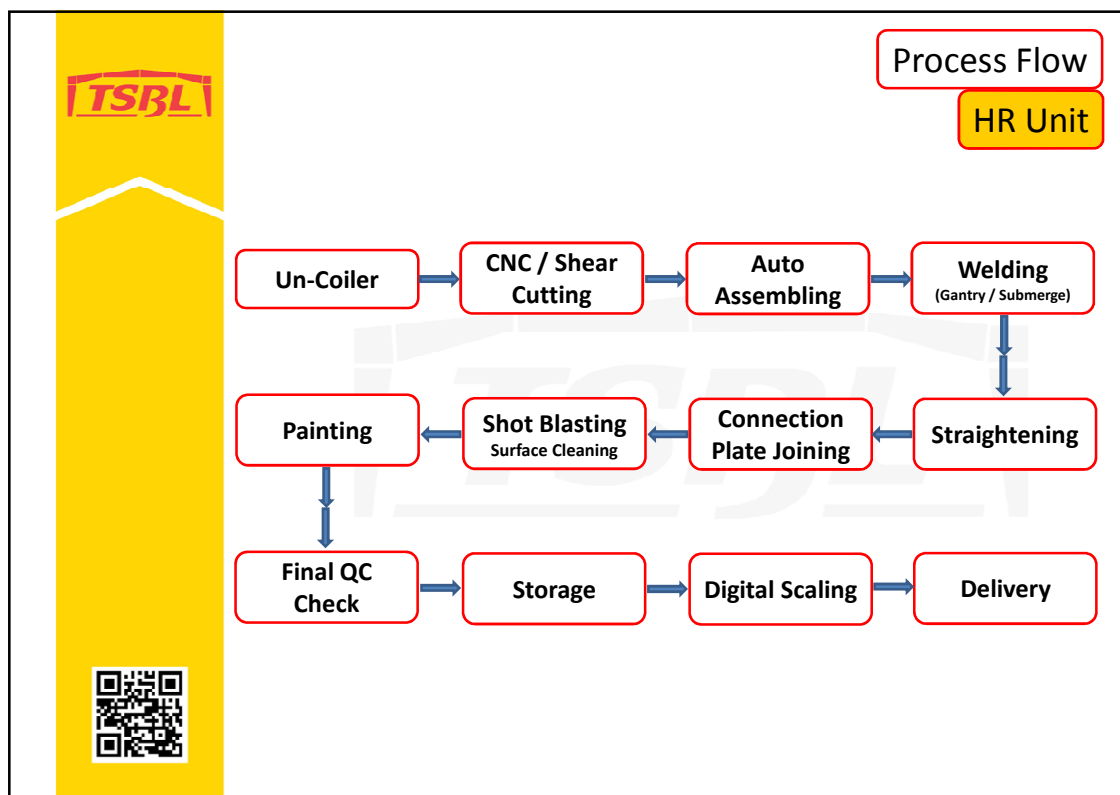 TSBL
Process Flow
HR Unit
Un-Coiler
CNC / Shear
Cutting
Auto
Assembling
Welding
(Gantry / Submerge)
Painting
Shot Blasting
Surface Cleaning
Connection
Plate Joining
Straightening
TSBL
Final QC
Check
Storage
Digital Scaling
Delivery